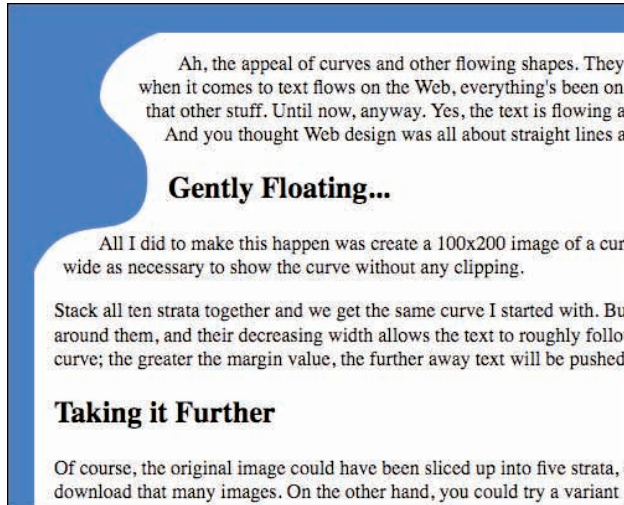 Ah, the appeal of curves and other flowing shapes. They
when it comes to text flows on the Web, everything's been on
that other stuff. Until now, anyway. Yes, the text is flowing a
And you thought Web design was all about straight lines a
Gently Floating...
All I did to make this happen was create a 100x200 image of a cur
wide as necessary to show the curve without any clipping.
Stack all ten strata together and we get the same curve I started with. Bu
around them, and their decreasing width allows the text to roughly follo
curve; the greater the margin value, the further away text will be pushed
Taking it Further
Of course, the original image could have been sliced up into five strata,
download that many images. On the other hand, you could try a variant